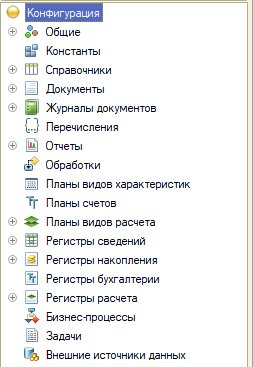 Конфигурация
Общие
Константы
Справочники
Документы
Журналы документов
Перечисления
Отчеты
Обработки
Планы видов характеристик
Планы счетов
Планы видов расчета
Регистры сведений
Регистры накопления
Регистры бухгалтерии
Регистры расчета
Бизнес-процессы
Задачи
Внешние источники данных